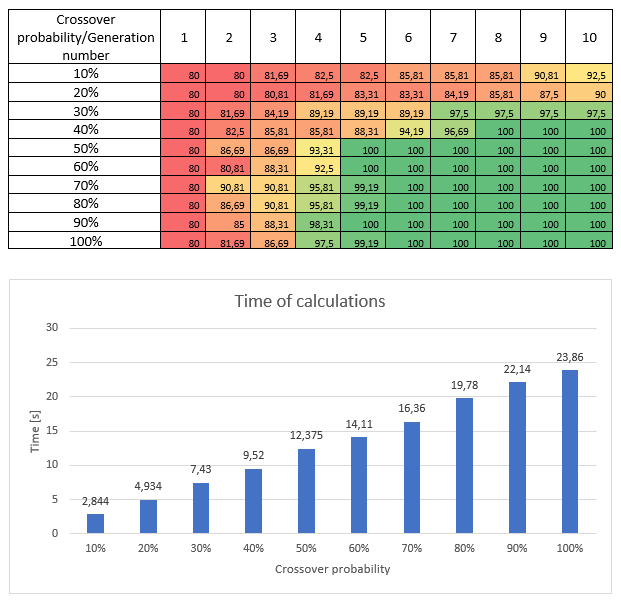 Crossover
probability/Generation
number
1 2 3 4 5 6 7 8 9 10
10% 80 80 81,69 82,5 82,5 85,81 85,81 85,81 90,81 92,5
20% 80 80 80,81 81,69 83,31 83,31 84,19 85,81 87,5 90
30% 80 81,69 84,19 89,19 89,19 89,19 97,5 97,5 97,5 97,5
40% 80 82,5 85,81 85,81 88,31 94,19 96,69 100 100 100
50% 80 86,69 86,69 93,31 100 100 100 100 100 100
60% 80 80,81 88,31 92,5 100 100 100 100 100 100
70% 80 90,81 90,81 95,81 99,19 100 100 100 100 100
80% 80 86,69 90,81 95,81 99,19 100 100 100 100 100
90% 80 85 88,31 98,31 100 100 100 100 100 100
100% 80 81,69 86,69 97,5 99,19 100 100 100 100 100
Time of calculations
Time [s]
30
25
20
15
10
5
0
2,844 4,934 7,43 9,52 12,375 14,11 16,36 19,78 22,14 23,86
10% 20% 30% 40% 50% 60% 70% 80% 90% 100%
Crossover probability